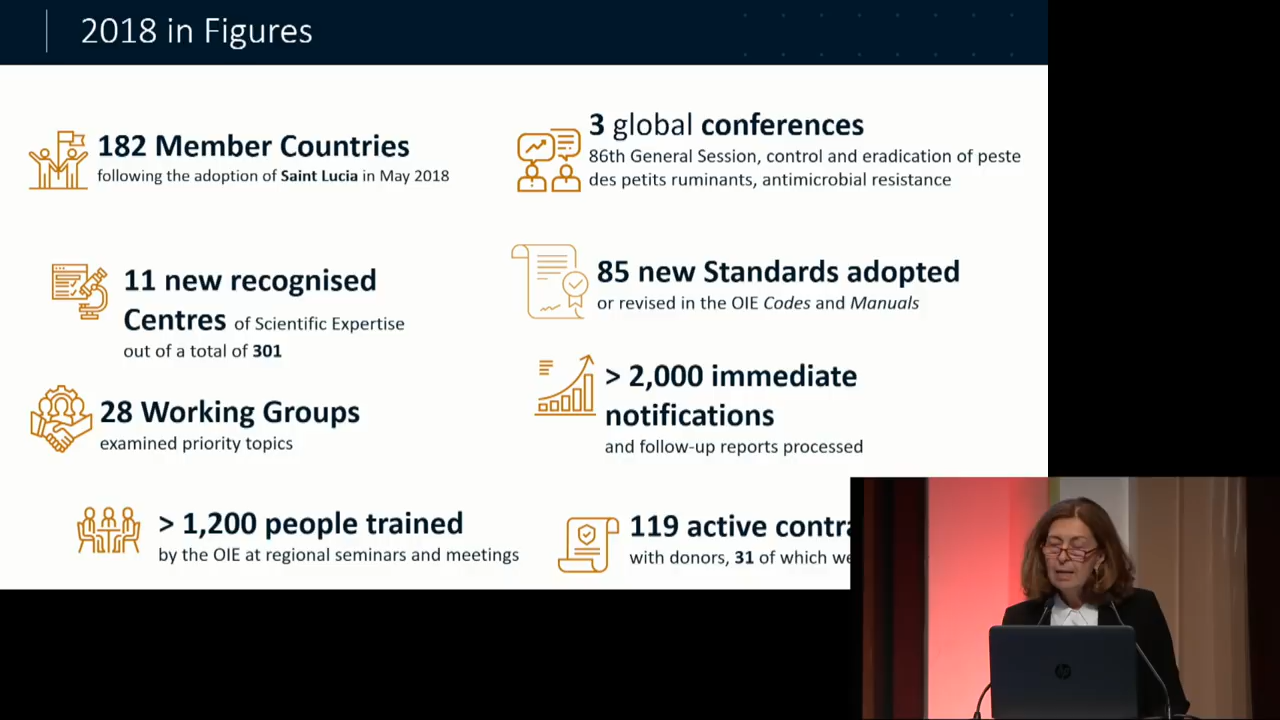 2018 in Figures
182 Member Countries
following the adoption of Saint Lucia in May 2018
3 global conferences
86th General Session, control and eradication of peste
des petits ruminants, antimicrobial resistance
11 new recognised
Centres of Scientific Expertise
out of a total of 301
85 new Standards adopted
or revised in the OIE Codes and Manuals
28 Working Groups
examined priority topics
> 2,000 immediate
notifications
and follow-up reports processed
> 1,200 people trained
by the OIE at regional seminars and meetings
119 active
with donors, 31 of which
hp